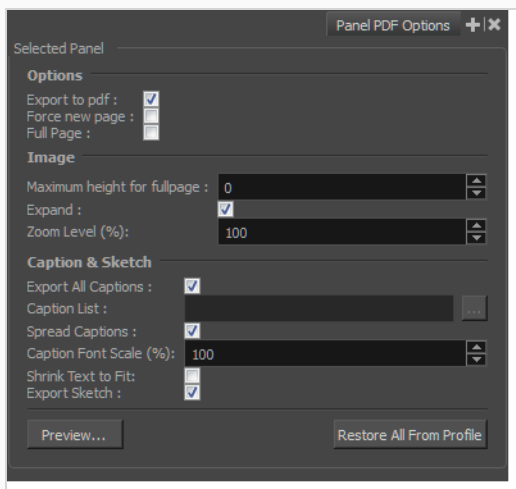 Panel PDF Options
Selected Panel
Options
Export to pdf :
Force new page :
Full Page :
Image
Maximum height for fullpage : 0
Expand :
Zoom Level (%): 100
Caption & Sketch
Export All Captions :
Caption List : ...
Spread Captions :
Caption Font Scale (%): 100
Shrink Text to Fit:
Export Sketch :
Preview... Restore All From Profile